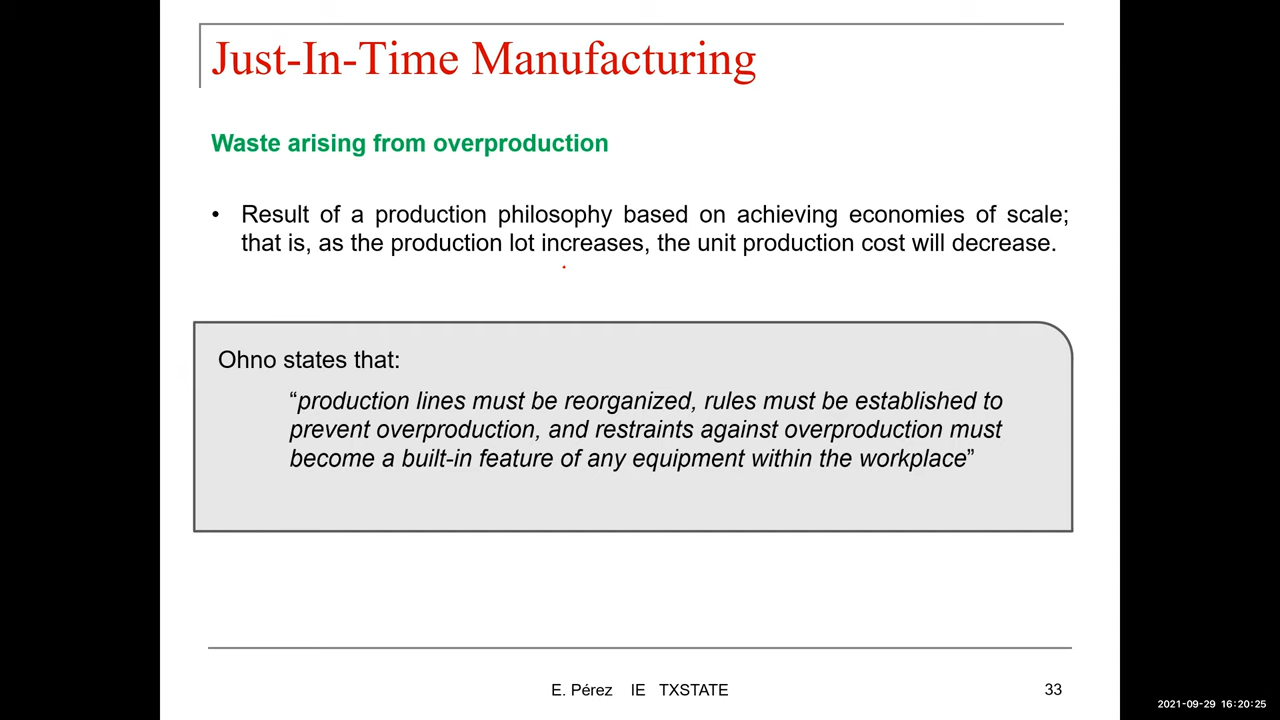 Just-In-Time Manufacturing
Waste arising from overproduction
• Result of a production philosophy based on achieving economies of scale;
that is, as the production lot increases, the unit production cost will decrease.
Ohno states that:
“production lines must be reorganized, rules must be established to
prevent overproduction, and restraints against overproduction must
become a built-in feature of any equipment within the workplace”
E. Pérez IE TXSTATE 33
2021-09-29 16:20:25